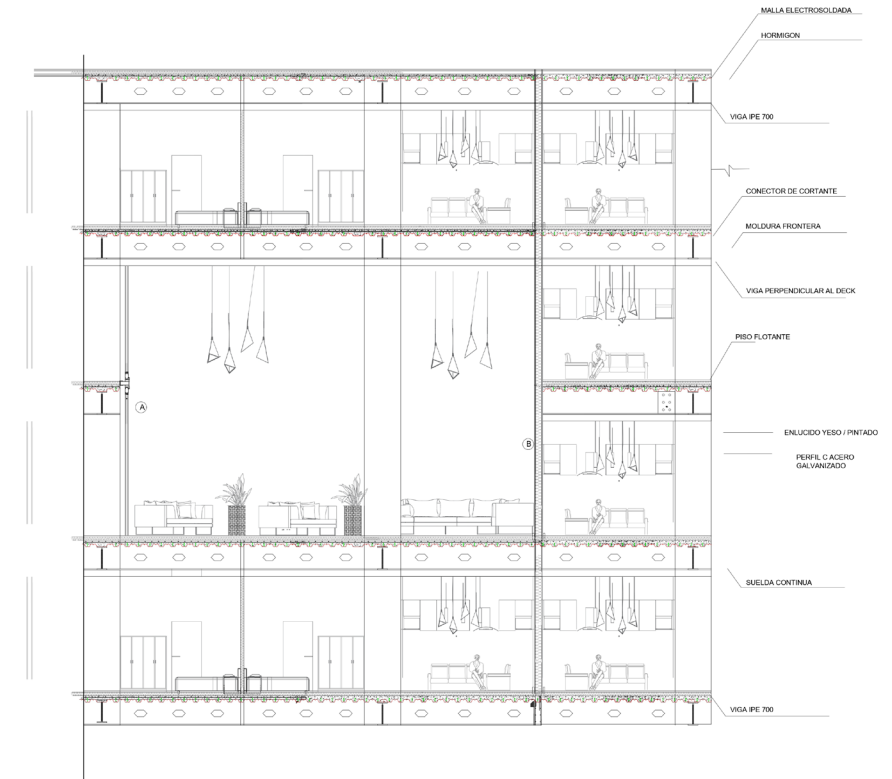 MALLA ELECTROSOLDADA
HORMIGON
VIGA IPE 700
CONECTOR DE CORTANTE
MOLDURA FRONTERA
VIGA PERPENDICULAR AL DECK
PISO FLOTANTE
A
ENLUCIDO YESO / PINTADO
B
PERFIL C ACERO
GALVANIZADO
SUELDA CONTINUA
VIGA IPE 700